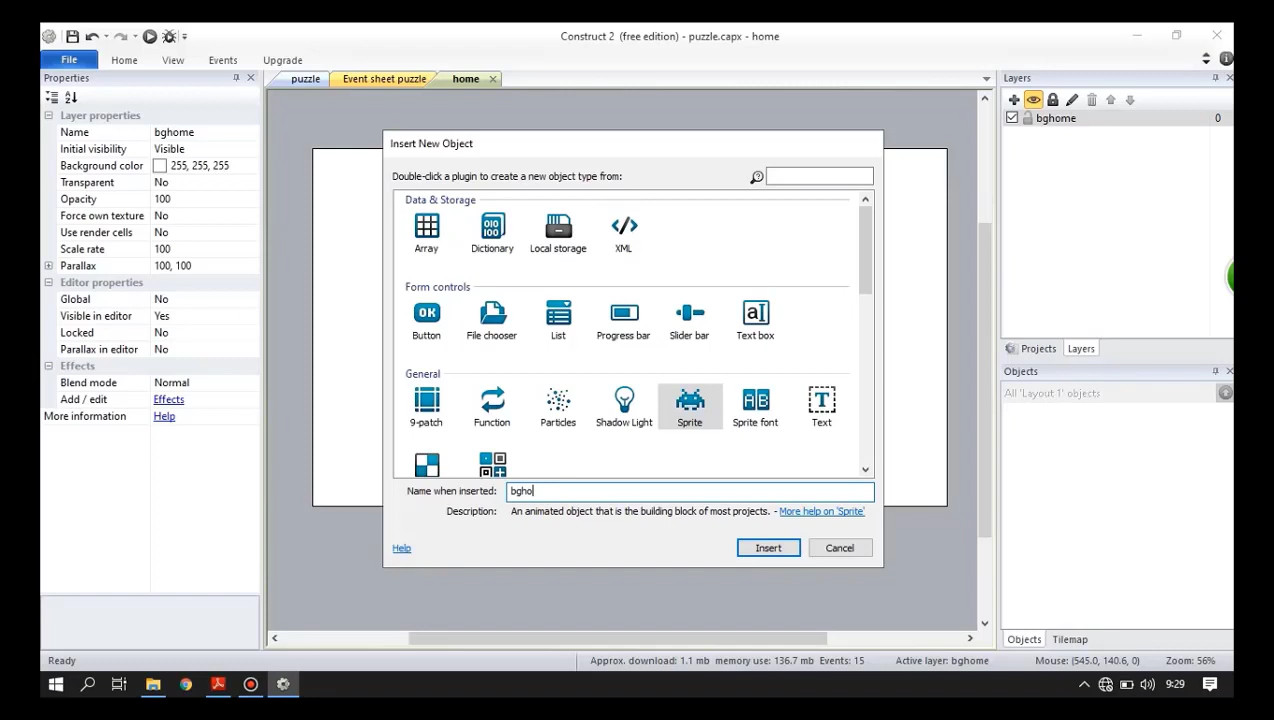 Construct 2 (free edition) - puzzle.capx - home
File Home View Events Upgrade
Properties
puzzle Event sheet puzzle home
Layers
Layer properties
Name bghome
Initial visibility Visible
Background color 255, 255, 255
Transparent No
Opacity 100
Force own texture No
Use render cells No
Scale rate 100
Parallax 100, 100
Editor properties
Global No
Visible in editor Yes
Locked No
Parallax in editor No
Effects
Blend mode Normal
Add / edit Effects
More information Help
Insert New Object
Double-click a plugin to create a new object type from:
Data & Storage
Array Dictionary Local storage XML
Form controls
OK
Button File chooser List Progress bar Slider bar Text box
General
9-patch Function Particles Shadow Light Sprite Sprite font Text
Name when inserted: bgho
Description: An animated object that is the building block of most projects. - More help on 'Sprite'
Help Insert Cancel
bghome 0
Projects Layers
Objects
All 'Layout 1' objects
Objects Tilemap
Ready Approx. download: 1.1 mb memory use: 136.7 mb Events: 15 Active layer: bghome Mouse: (545.0, 140.6, 0) Zoom: 56%
9:29